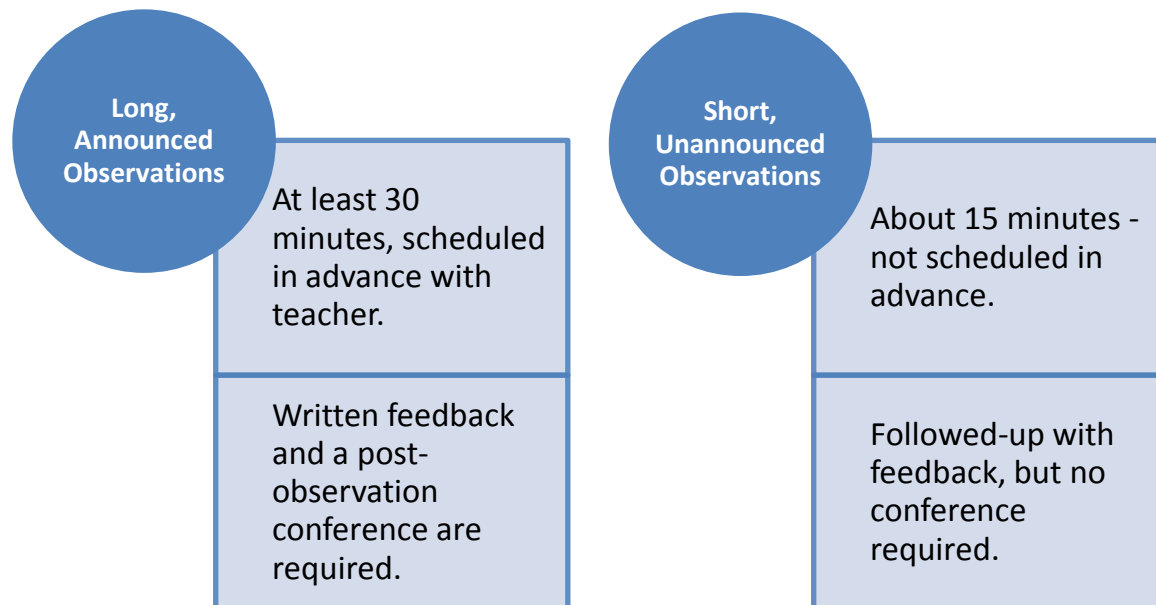 Long,
Announced
Observations
At least 30
minutes, scheduled
in advance with
teacher.
Written feedback
and a post-
observation
conference are
required.
Short,
Unannounced
Observations
About 15 minutes -
not scheduled in
advance.
Followed-up with
feedback, but no
conference
required.